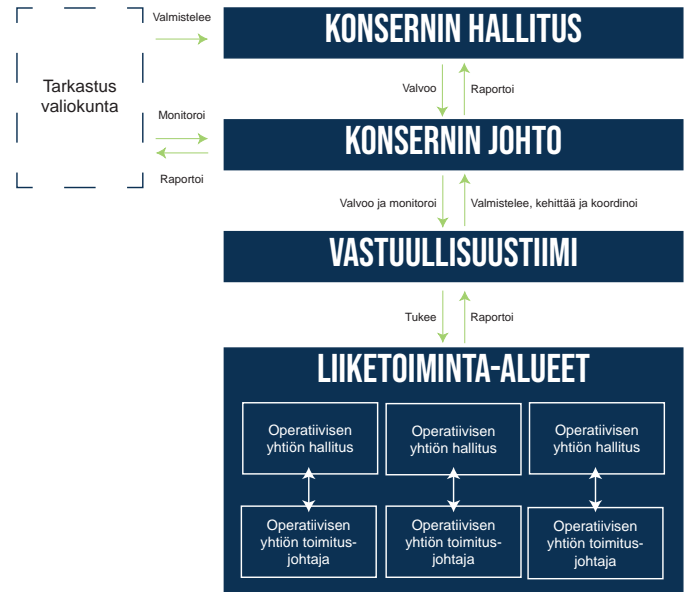 Valmistelee
KONSERNIN HALLITUS
Tarkastus
valiokunta
Valvoo
Raportoi
Monitoroi
KONSERNIN JOHTO
Raportoi
Valvoo ja monitoroi
Valmistelee, kehittää ja koordinoi
VASTUULLISUUSTIIMI
Tukee
Raportoi
LIIKETOIMINTA-ALUEET
Operatiivisen
yhtiön hallitus
Operatiivisen
yhtiön hallitus
Operatiivisen
yhtiön hallitus
Operatiivisen
yhtiön toimitus-
johtaja
Operatiivisen
yhtiön toimitus-
johtaja
Operatiivisen
yhtiön toimitus-
johtaja